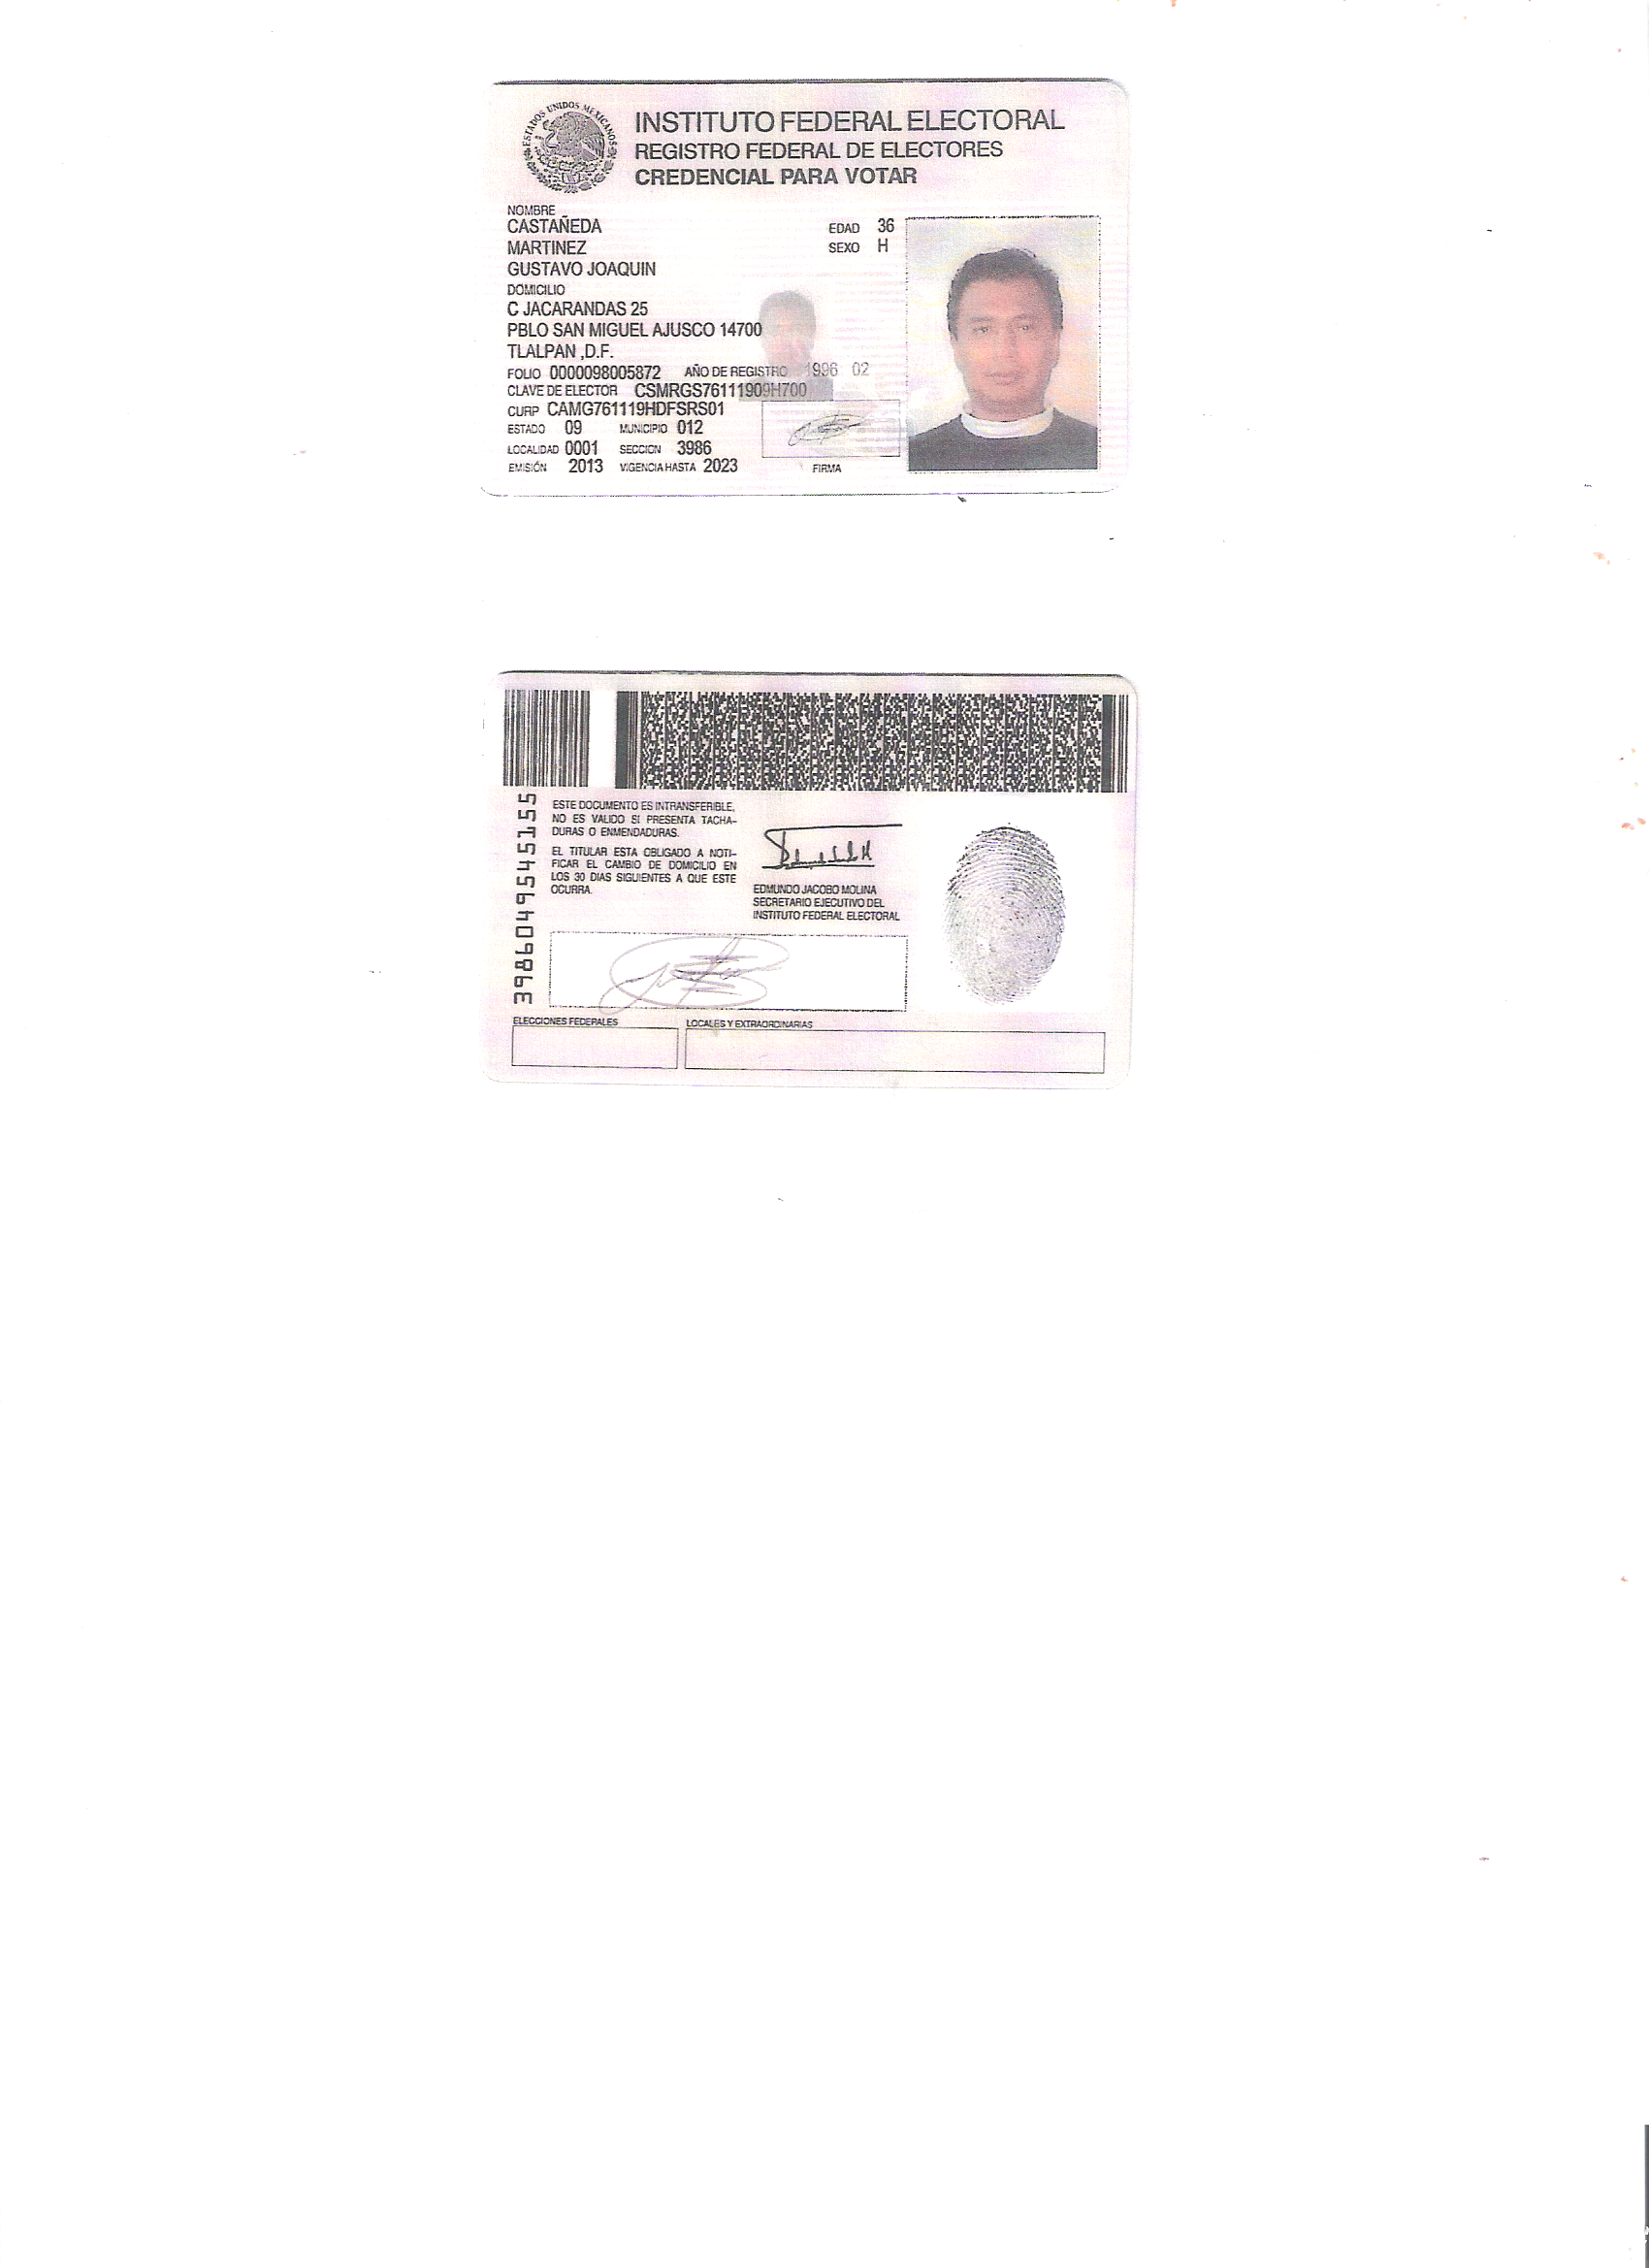 ESTADOS UNIDOS MEXICANOS
INSTITUTO FEDERAL ELECTORAL
REGISTRO FEDERAL DE ELECTORES
CREDENCIAL PARA VOTAR
NOMBRE
CASTAÑEDA
MARTINEZ
GUSTAVO JOAQUIN
EDAD 36
SEXO H
DOMICILIO
C JACARANDAS 25
PBLO SAN MIGUEL AJUSCO 14700
TLALPAN ,D.F.
FOLIO 0000098005872 AÑO DE REGISTRO 1996 02
CLAVE DE ELECTOR CSMRGS76111909H700
CURP CAMG761119HDFSRS01
ESTADO 09 MUNICIPIO 012
LOCALIDAD 0001 SECCION 3986
EMISIÓN 2013 VIGENCIA HASTA 2023
FIRMA
3986049545155
ESTE DOCUMENTO ES INTRANSFERIBLE,
NO ES VALIDO SI PRESENTA TACHA-
DURAS O ENMENDADURAS.
EL TITULAR ESTA OBLIGADO A NOTI-
FICAR EL CAMBIO DE DOMICILIO EN
LOS 30 DIAS SIGUIENTES A QUE ESTE
OCURRA.
EDMUNDO JACOBO MOLINA
SECRETARIO EJECUTIVO DEL
INSTITUTO FEDERAL ELECTORAL
ELECCIONES FEDERALES
LOCALES Y EXTRAORDINARIAS